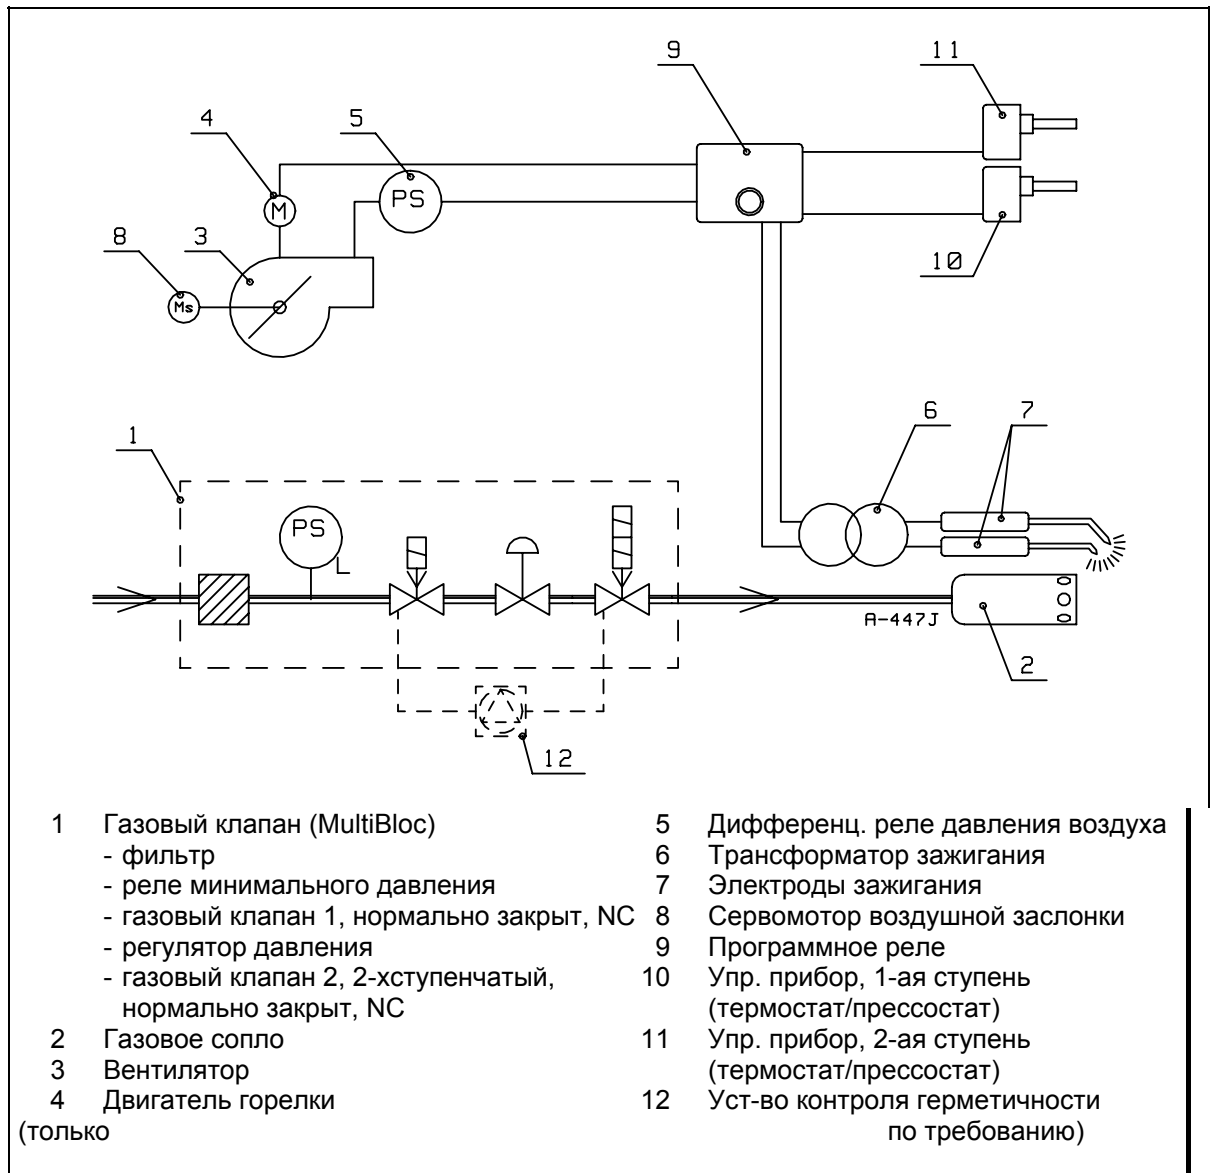 9
11
4
5
M
PS
8
3
10
Ms
6
7
1
PS
L
A-447J
2
12
1 Газовый клапан (MultiBloc)
- фильтр
- реле минимального давления
- газовый клапан 1, нормально закрыт, NC
- регулятор давления
- газовый клапан 2, 2-хступенчатый,
нормально закрыт, NC
2 Газовое сопло
3 Вентилятор
4 Двигатель горелки
(только
5 Дифференц. реле давления воздуха
6 Трансформатор зажигания
7 Электроды зажигания
8 Сервомотор воздушной заслонки
9 Программное реле
10 Упр. прибор, 1-ая ступень
(термостат/прессостат)
11 Упр. прибор, 2-ая ступень
(термостат/прессостат)
12 Уст-во контроля герметичности
по требованию)